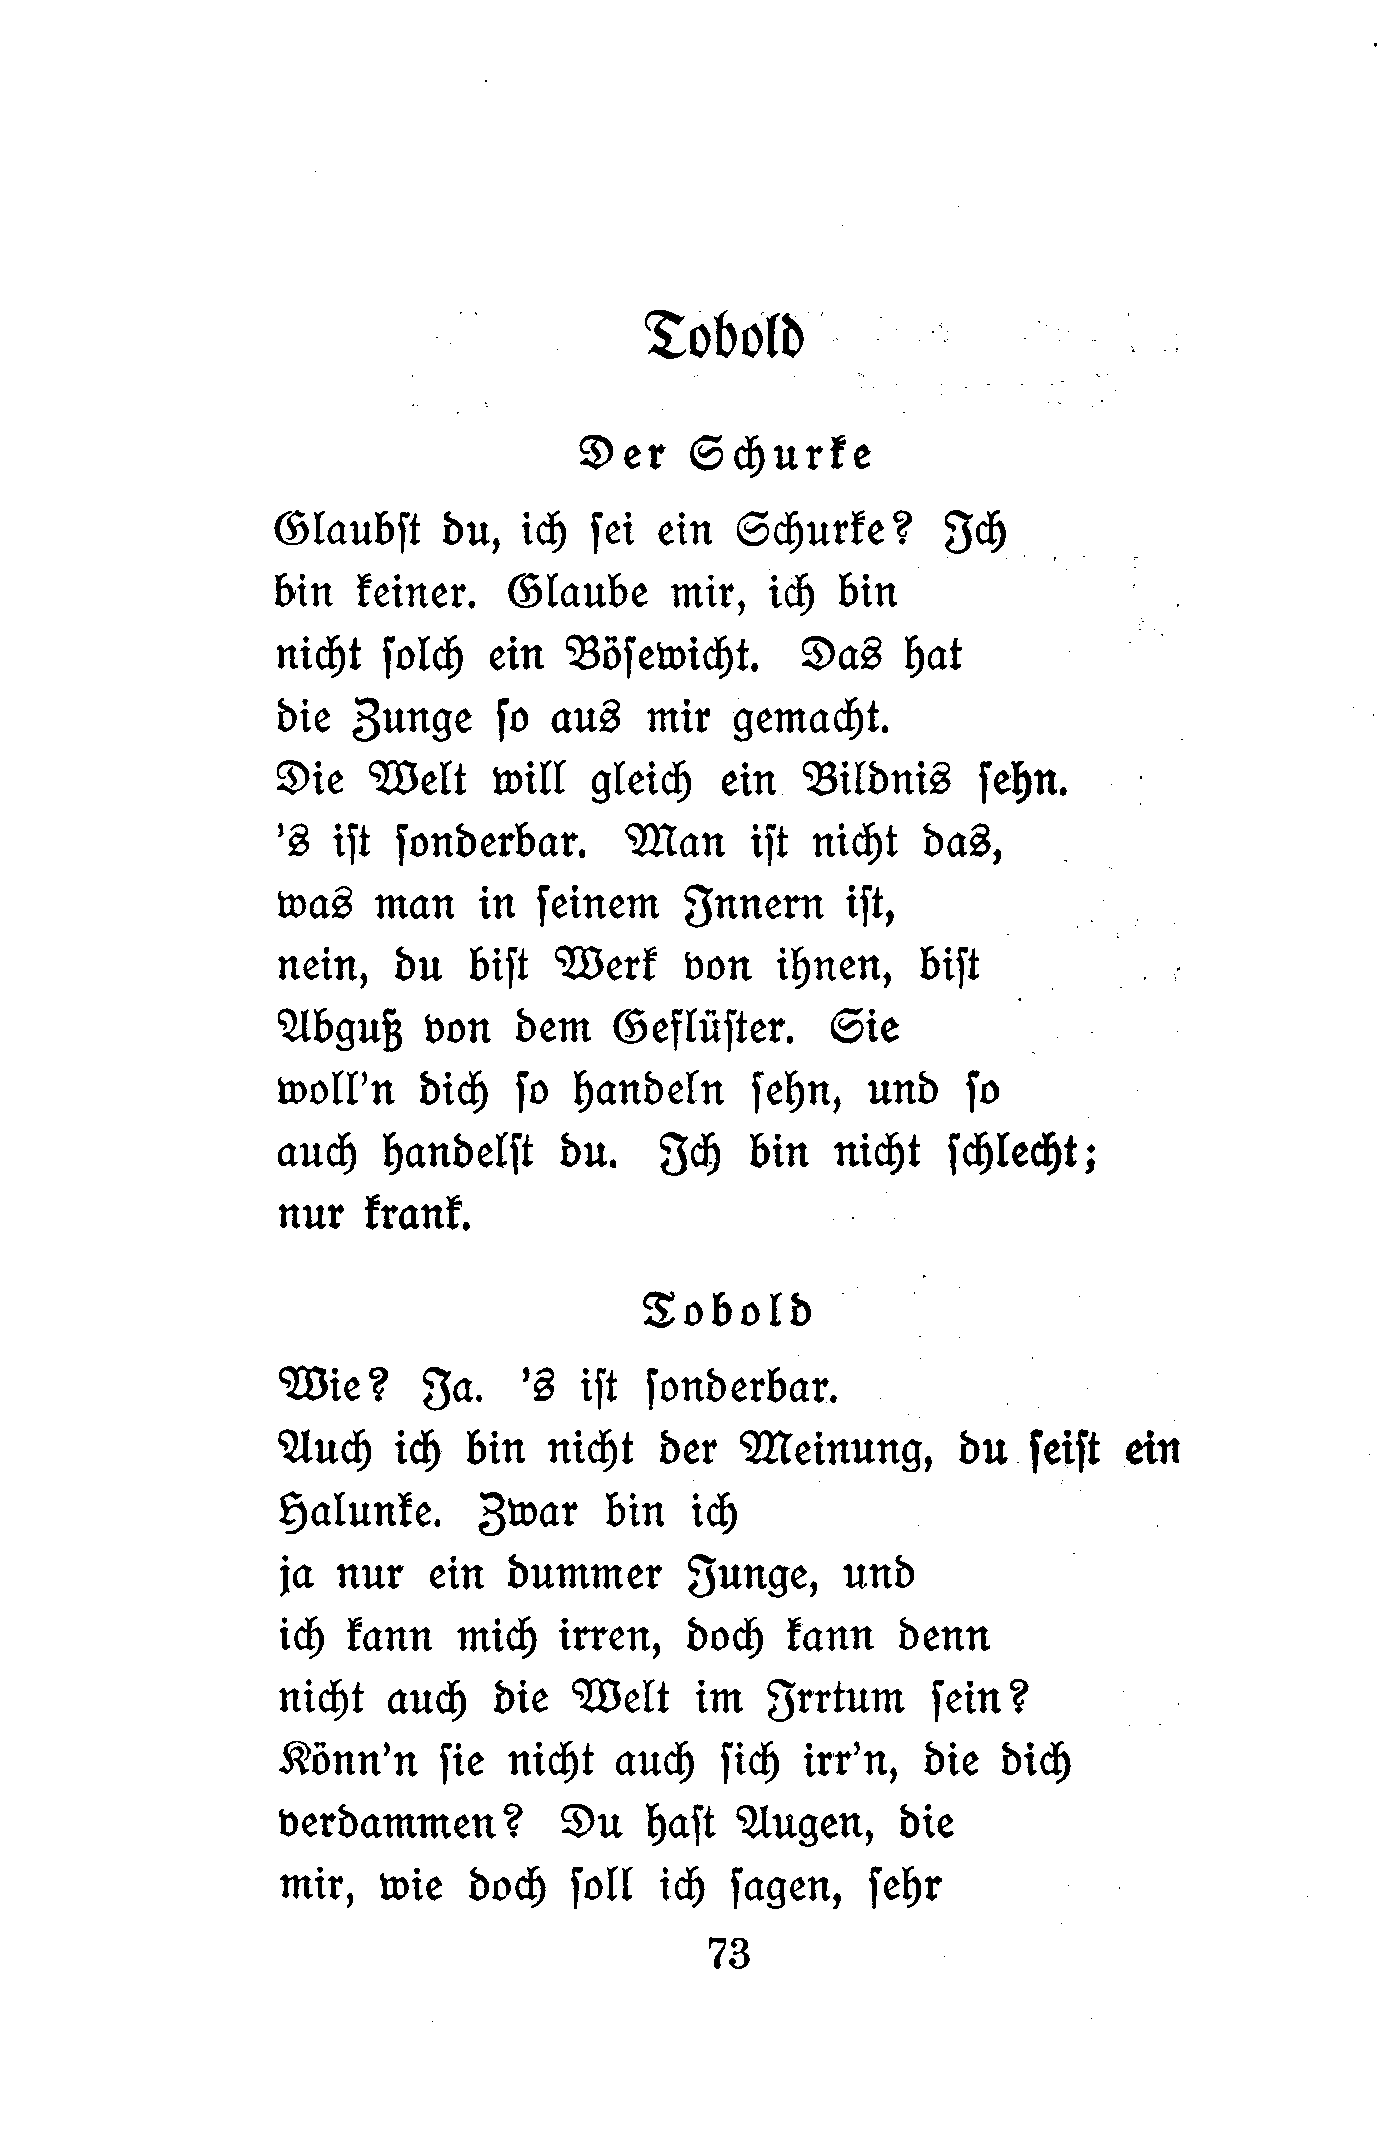 Tobold
Der Schurke
Glaubst du, ich sei ein Schurke? Ich
bin keiner. Glaube mir, ich bin
nicht solch ein Bösewicht. Das hat
die Zunge so aus mir gemacht.
Die Welt will gleich ein Bildnis sehn.
's ist sonderbar. Man ist nicht das,
was man in seinem Innern ist,
nein, du bist Werk von ihnen, bist
Abguß von dem Geflüster. Sie
woll'n dich so handeln sehn, und so
auch handelst du. Ich bin nicht schlecht;
nur krank.
Tobold
Wie? Ja. 's ist sonderbar.
Auch ich bin nicht der Meinung, du seist ein
Halunke. Zwar bin ich
ja nur ein dummer Junge, und
ich kann mich irren, doch kann denn
nicht auch die Welt im Irrtum sein?
Könn'n sie nicht auch sich irr'n, die dich
verdammen? Du hast Augen, die
mir, wie doch soll ich sagen, sehr
73